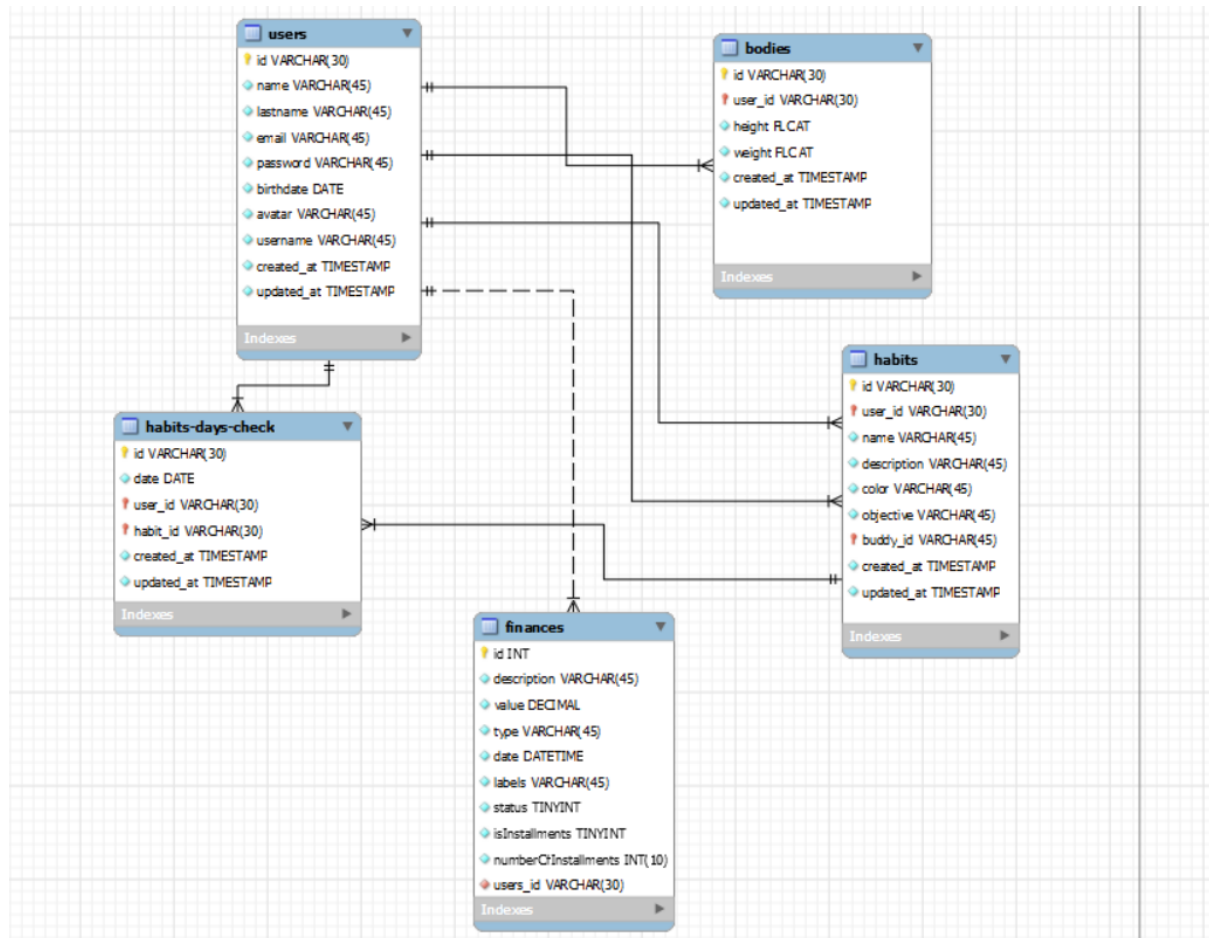 users
id VARCHAR(30)
name VARCHAR(45)
lastname VARCHAR(45)
email VARCHAR(45)
password VARCHAR(45)
birthdate DATE
avatar VARCHAR(45)
username VARCHAR(45)
created_at TIMESTAMP
updated_at TIMESTAMP
Indexes
bodies
id VARCHAR(30)
user_id VARCHAR(30)
height FLOAT
weight FLOAT
created_at TIMESTAMP
updated_at TIMESTAMP
Indexes
habits
id VARCHAR(30)
user_id VARCHAR(30)
name VARCHAR(45)
description VARCHAR(45)
color VARCHAR(45)
objective VARCHAR(45)
buddy_id VARCHAR(45)
created_at TIMESTAMP
updated_at TIMESTAMP
Indexes
habits-days-check
id VARCHAR(30)
date DATE
user_id VARCHAR(30)
habit_id VARCHAR(30)
created_at TIMESTAMP
updated_at TIMESTAMP
Indexes
finances
id INT
description VARCHAR(45)
value DECIMAL
type VARCHAR(45)
date DATETIME
labels VARCHAR(45)
status TINYINT
isInstallments TINYINT
numberOfInstallments INT(10)
users_id VARCHAR(30)
Indexes